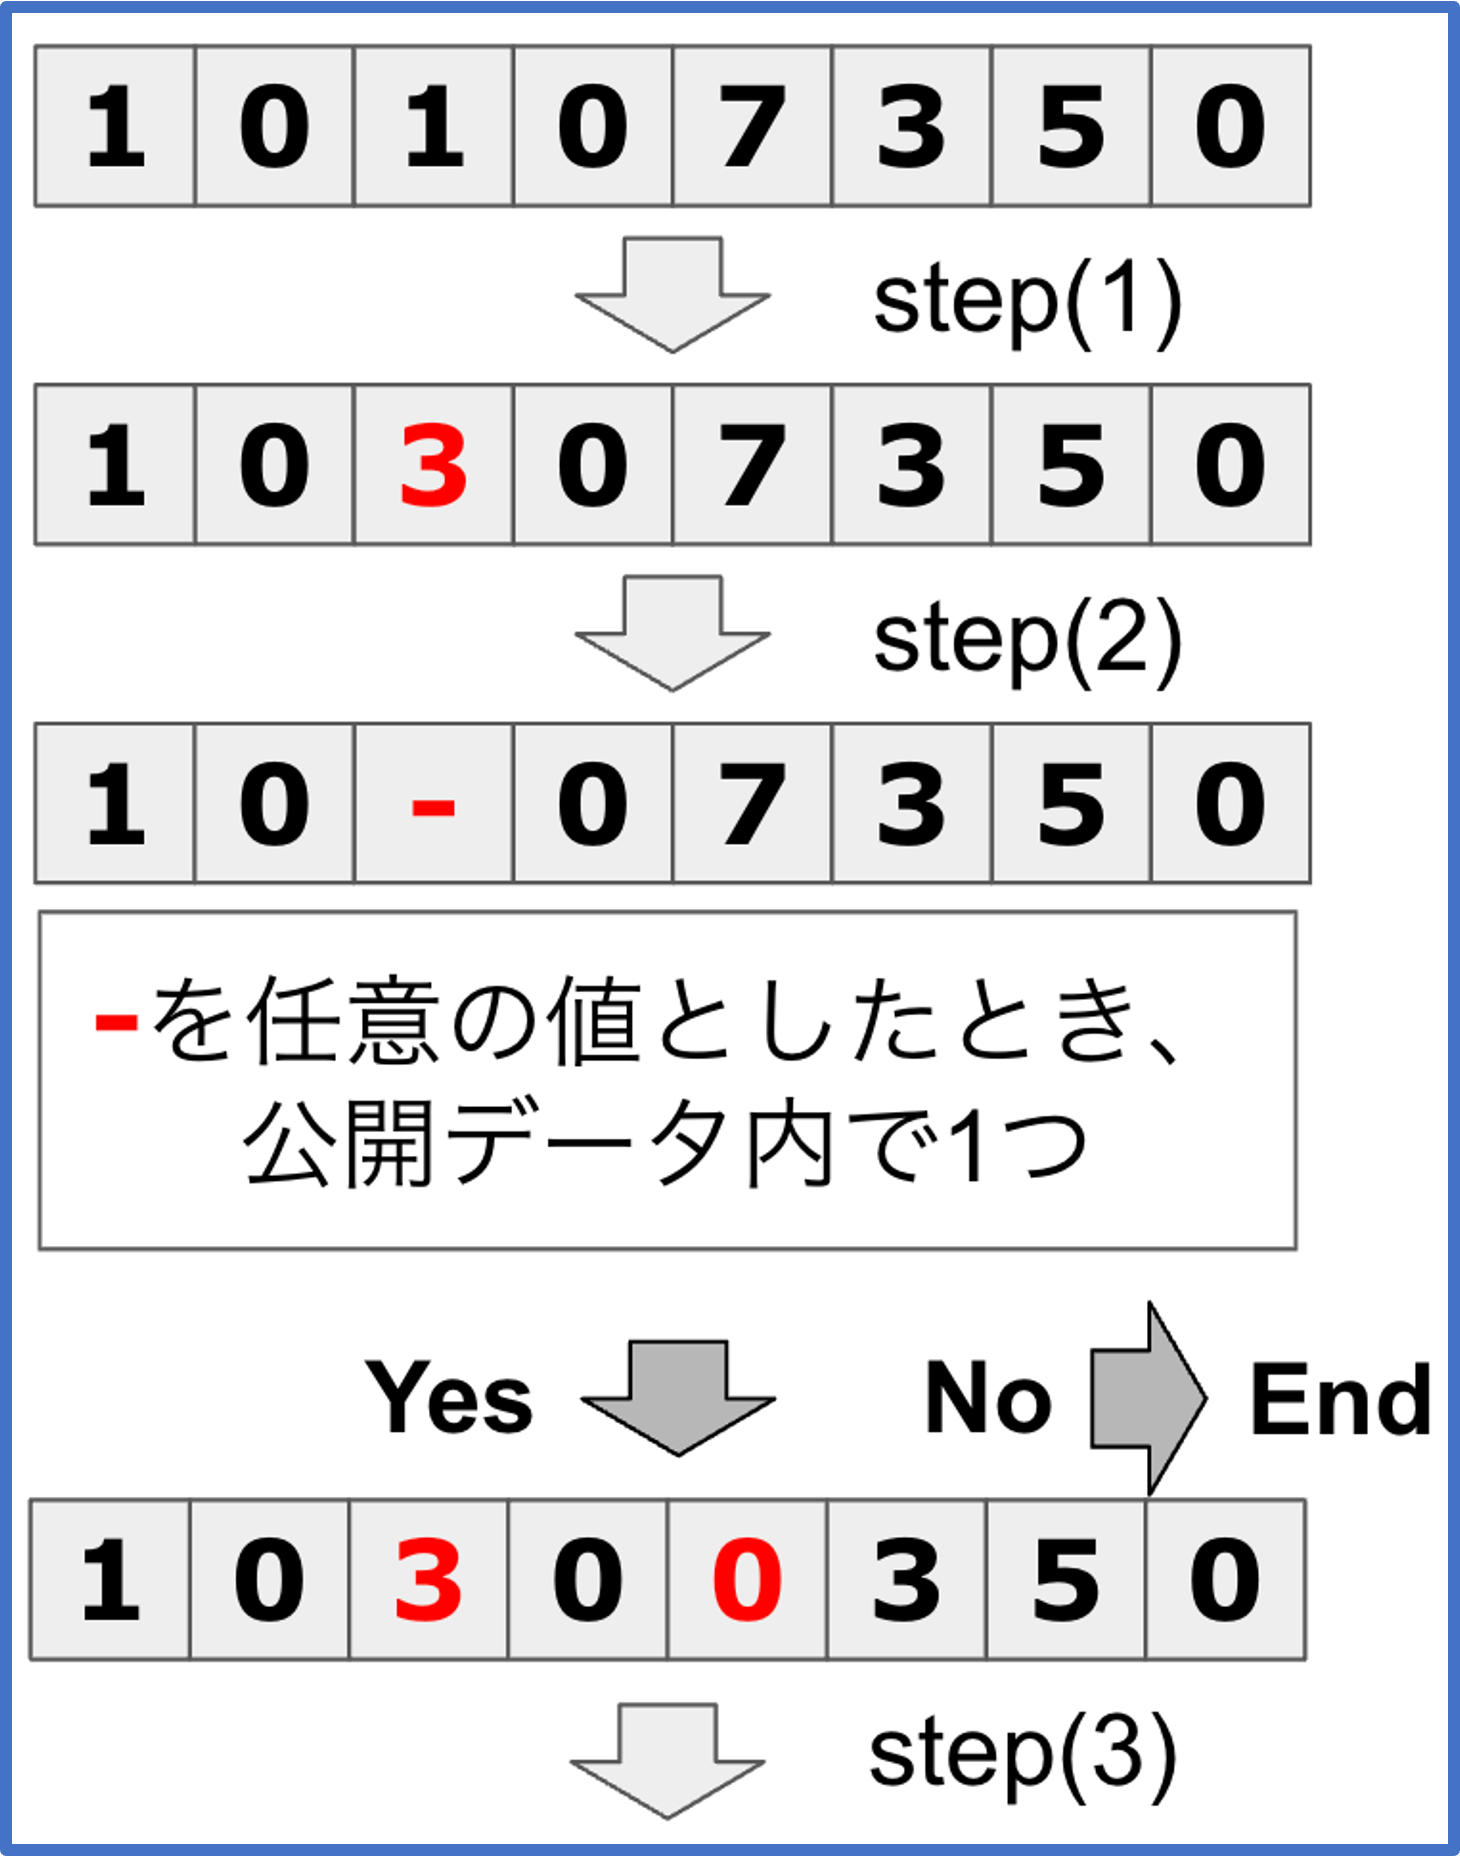 1 0 1 0 7 3 5 0
step(1)
1 0 3 0 7 3 5 0
step(2)
1 0 - 0 7 3 5 0
-を任意の値としたとき、
公開データ内で1つ
Yes No End
1 0 3 0 0 3 5 0
step(3)